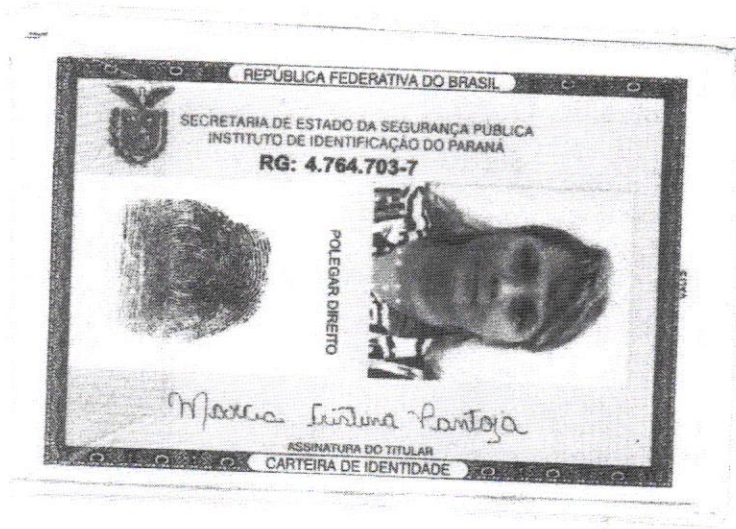 REPÚBLICA FEDERATIVA DO BRASIL
SECRETARIA DE ESTADO DA SEGURANÇA PÚBLICA
INSTITUTO DE IDENTIFICAÇÃO DO PARANÁ
RG: 4.764.703-7
POLEGAR DIREITO
Marcia Cristina Pantoja
ASSINATURA DO TITULAR
CARTEIRA DE IDENTIDADE